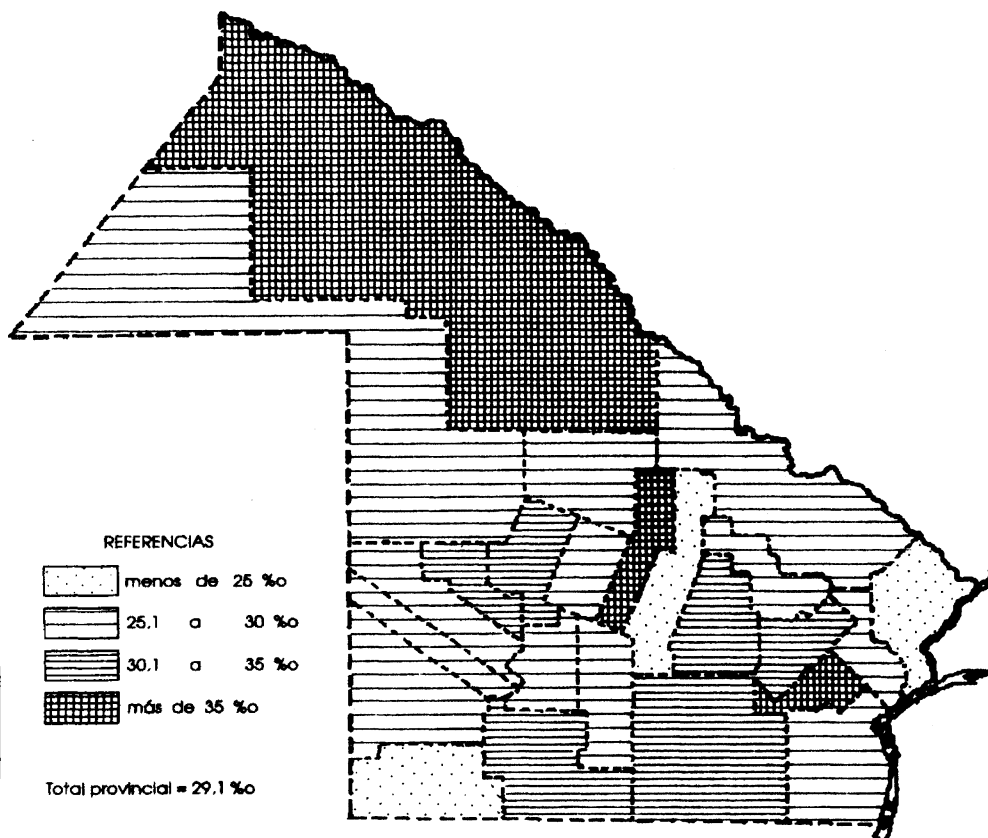 REFERENCIAS
menos de 25 %o
25,1 a 30 %o
30,1 a 35 %o
más de 35 %o
Total provincial = 29,1 %o